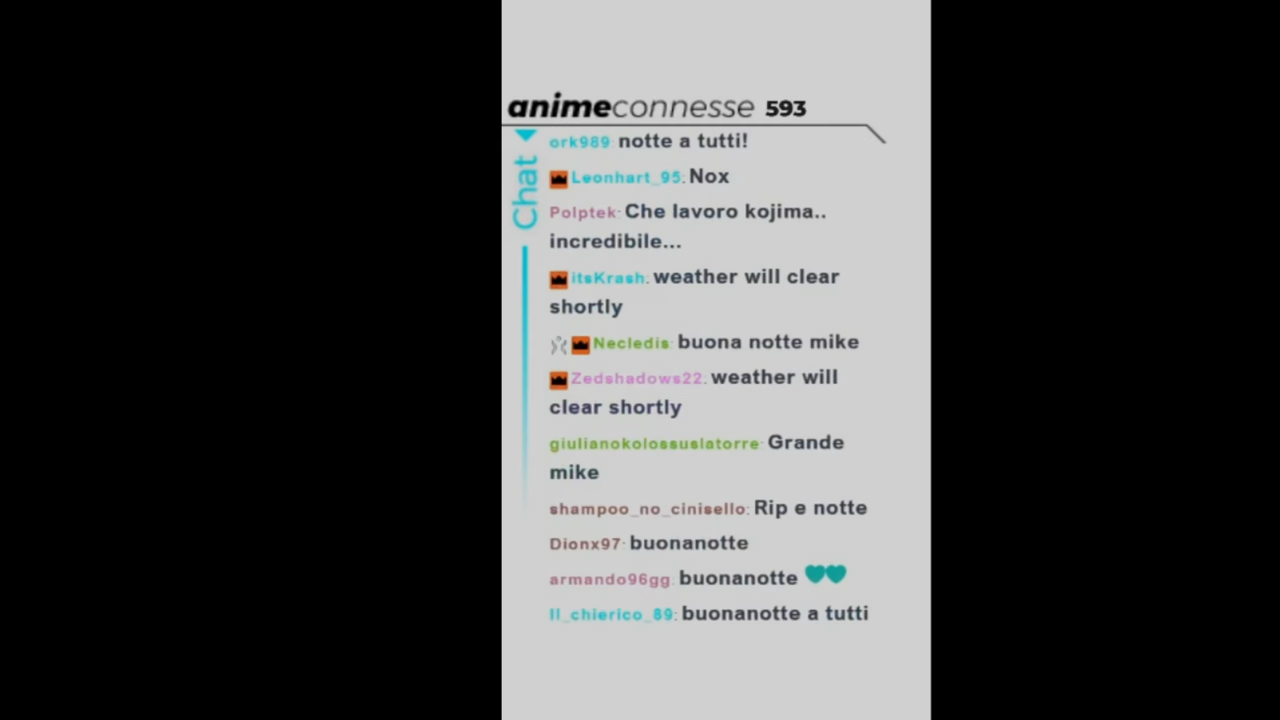 animeconnesse 593
Chat
ork989: notte a tutti!
Leonhart_95: Nox
Polptek: Che lavoro kojima..
incredibile...
itsKrash: weather will clear
shortly
Necledis: buona notte mike
Zedshadows22: weather will
clear shortly
giulianokolossuslatorre: Grande
mike
shampoo_no_cinisello: Rip e notte
Dionx97: buonanotte
armando96gg: buonanotte
Il_chierico_89: buonanotte a tutti